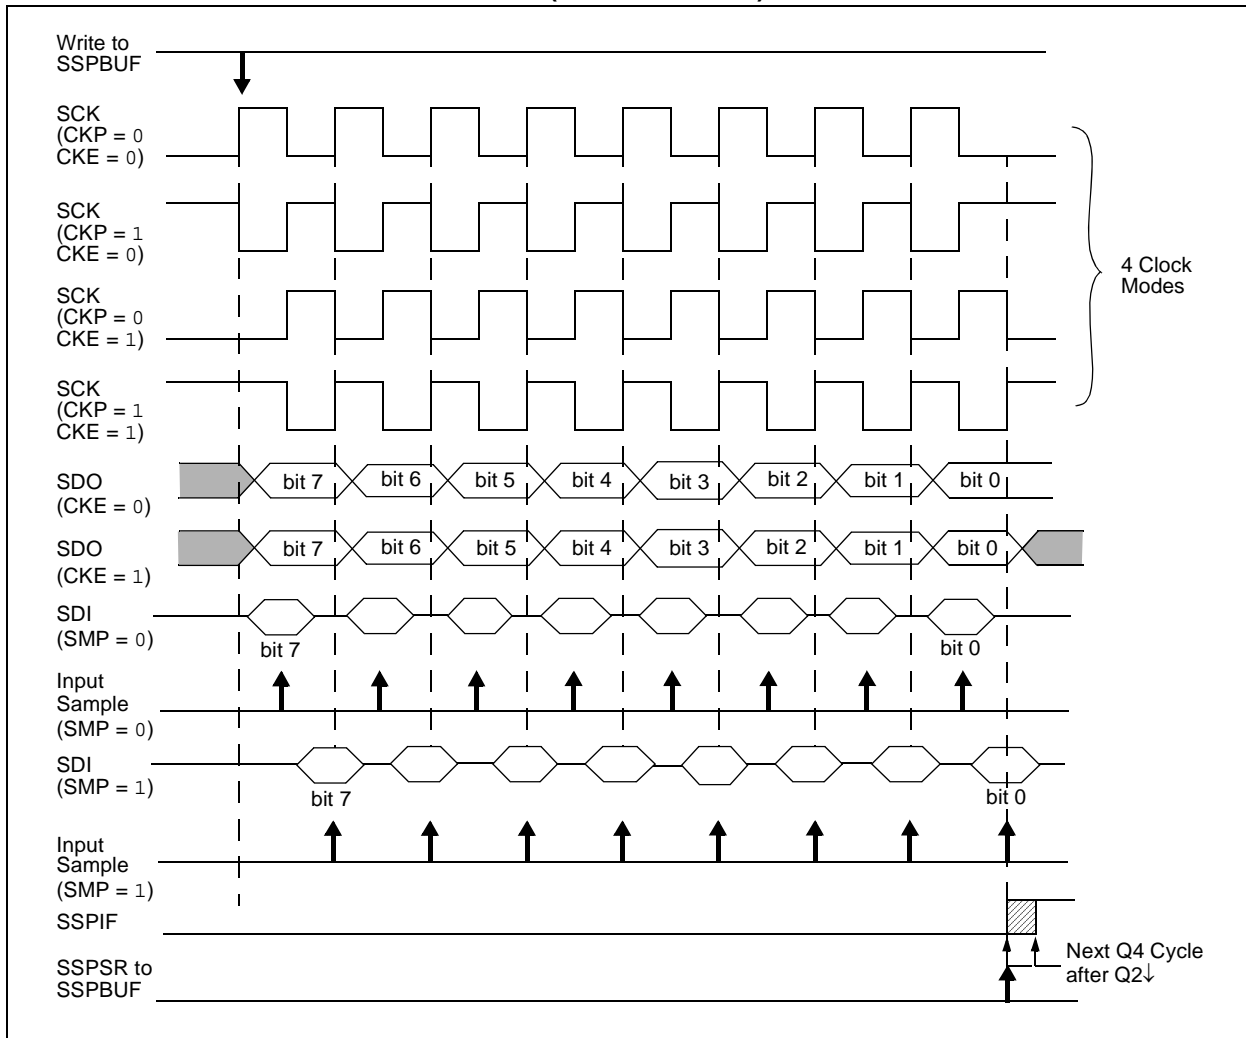 Write to
SSPBUF
SCK
(CKP = 0
CKE = 0)
SCK
(CKP = 1
CKE = 0)
SCK
(CKP = 0
CKE = 1)
SCK
(CKP = 1
CKE = 1)
4 Clock
Modes
SDO
(CKE = 0)
bit 7 bit 6 bit 5 bit 4 bit 3 bit 2 bit 1 bit 0
SDO
(CKE = 1)
bit 7 bit 6 bit 5 bit 4 bit 3 bit 2 bit 1 bit 0
SDI
(SMP = 0)
bit 7 bit 0
Input
Sample
(SMP = 0)
SDI
(SMP = 1)
bit 7 bit 0
Input
Sample
(SMP = 1)
SSPIF
SSPSR to
SSPBUF
Next Q4 Cycle
after Q2↓